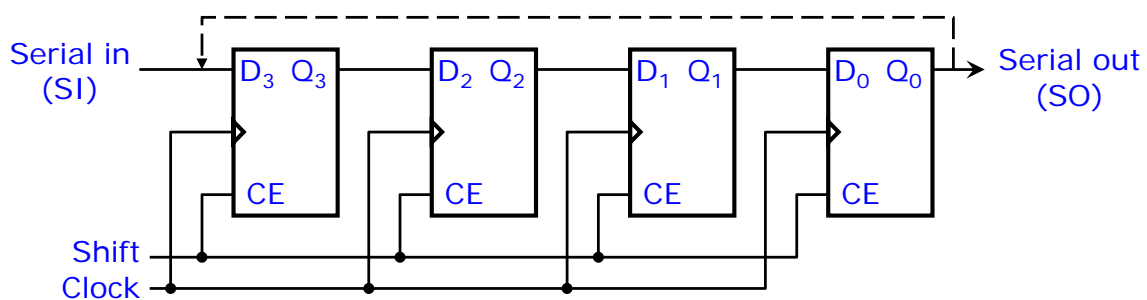 Serial in
(SI)
D₃ Q₃
D₂ Q₂
D₁ Q₁
D₀ Q₀
Serial out
(SO)
CE
CE
CE
CE
Shift
Clock